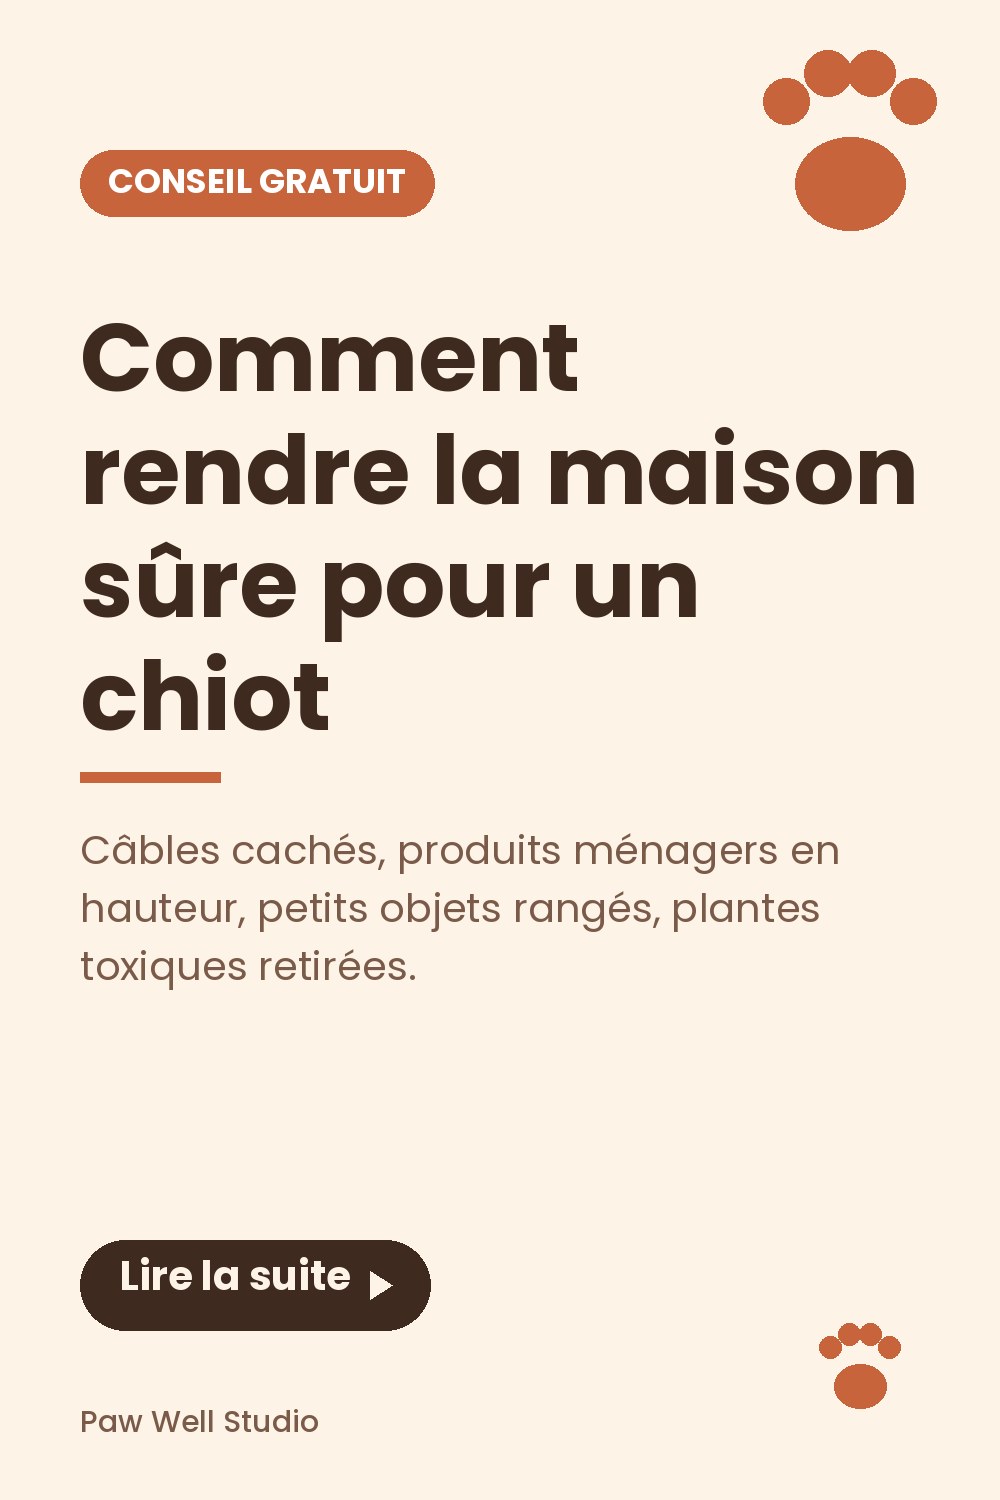 CONSEIL GRATUIT
Comment
rendre la maison
sûre pour un
chiot
Câbles cachés, produits ménagers en
hauteur, petits objets rangés, plantes
toxiques retirées.
Lire la suite
Paw Well Studio